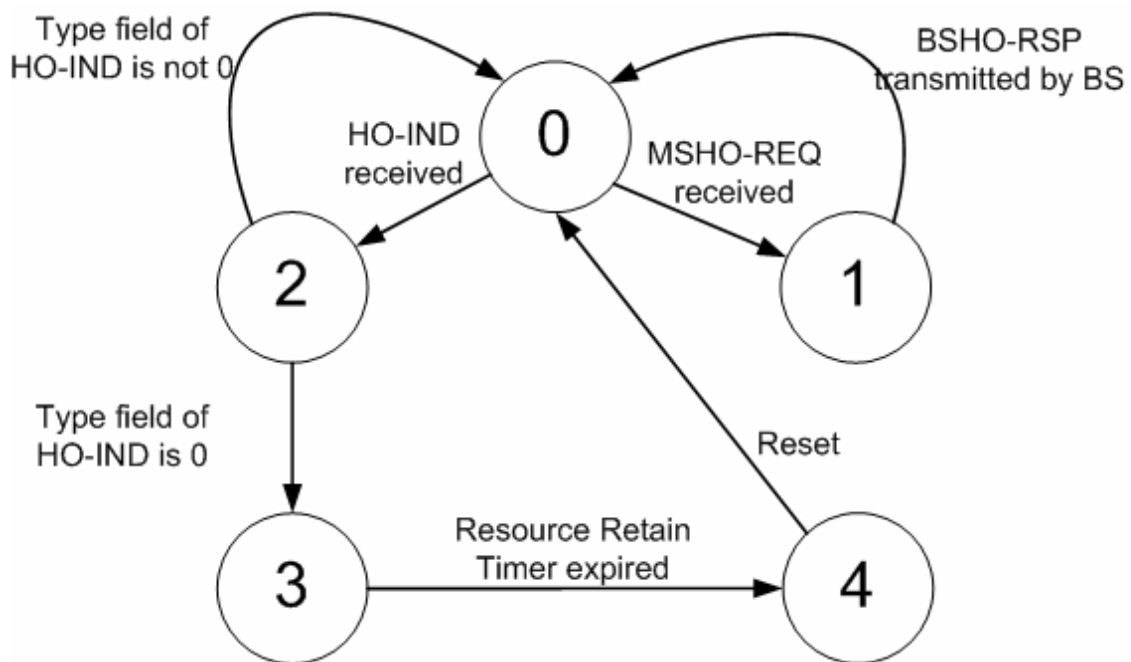 Type field of
HO-IND is not 0
BSHO-RSP
transmitted by BS
0
HO-IND
received
MSHO-REQ
received
2
1
Type field of
HO-IND is 0
Reset
Resource Retain
Timer expired
3
4